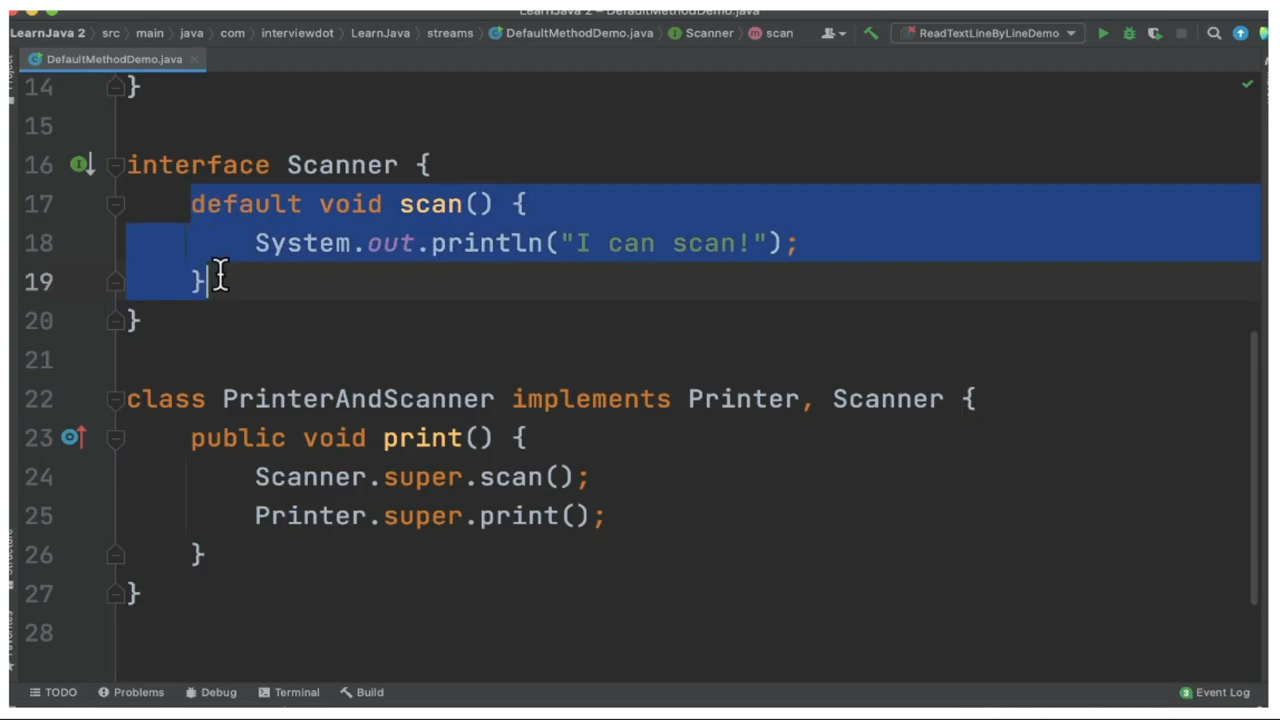 LearnJava 2 – DefaultMethodDemo.java
LearnJava 2 › src › main › java › com › interviewdot › LearnJava › streams › DefaultMethodDemo.java › Scanner › scan ReadTextLineByLineDemo
DefaultMethodDemo.java
14 }
15
16 interface Scanner {
17 default void scan() {
18 System.out.println("I can scan!");
19 }
20 }
21
22 class PrinterAndScanner implements Printer, Scanner {
23 public void print() {
24 Scanner.super.scan();
25 Printer.super.print();
26 }
27 }
28
TODO Problems Debug Terminal Build 3 Event Log